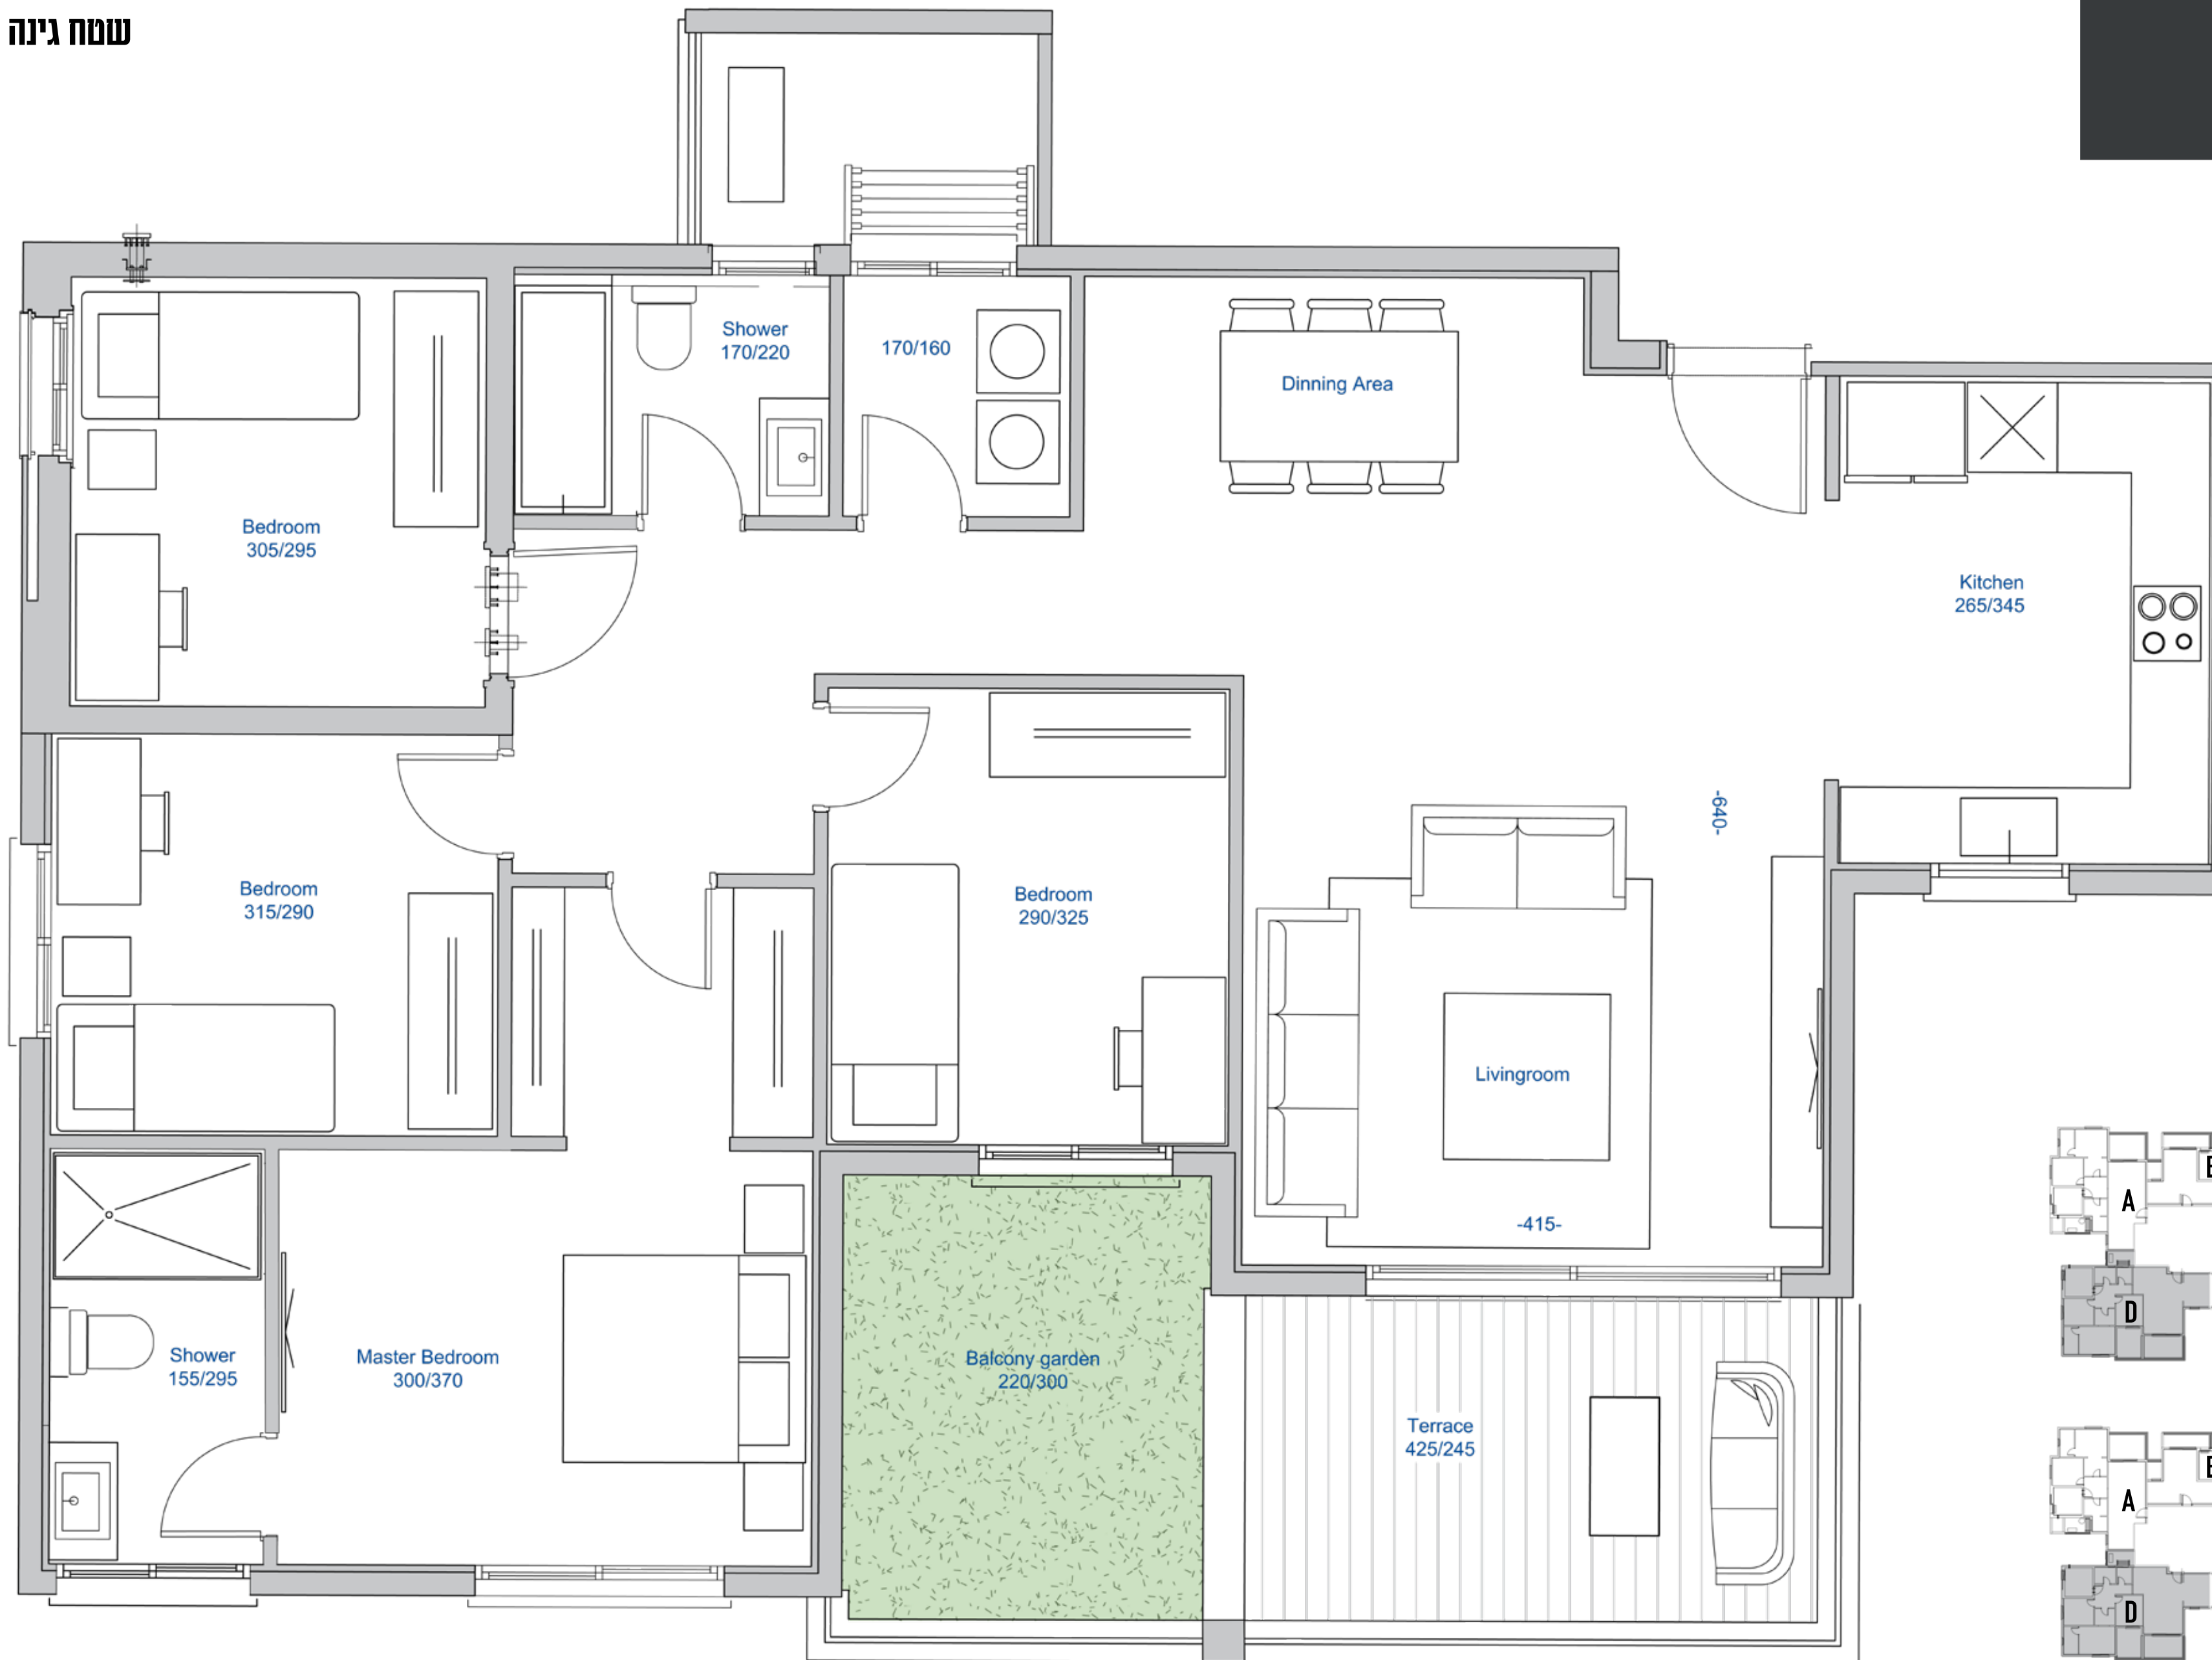 שטח גינה
Shower
170/220
170/160
Dinning Area
Bedroom
305/295
Kitchen
265/345
-640-
Bedroom
315/290
Bedroom
290/325
Livingroom
-415-
Shower
155/295
Master Bedroom
300/370
Balcony garden
220/300
Terrace
425/245
A
D
A
D